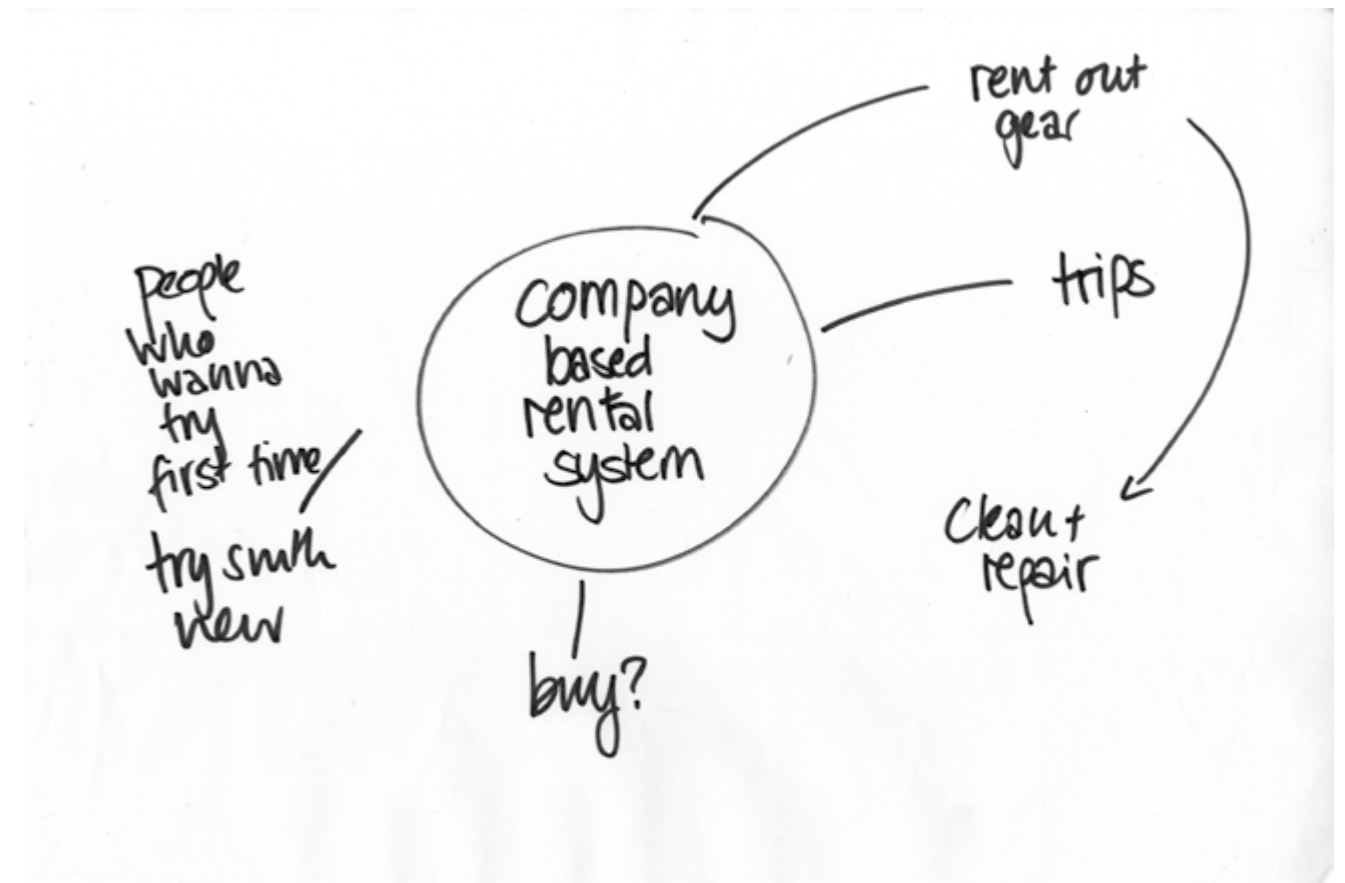 rent out
gear
trips
clean +
repair
company
based
rental
system
people
who
wanna
try
first time
try smth
new
buy?